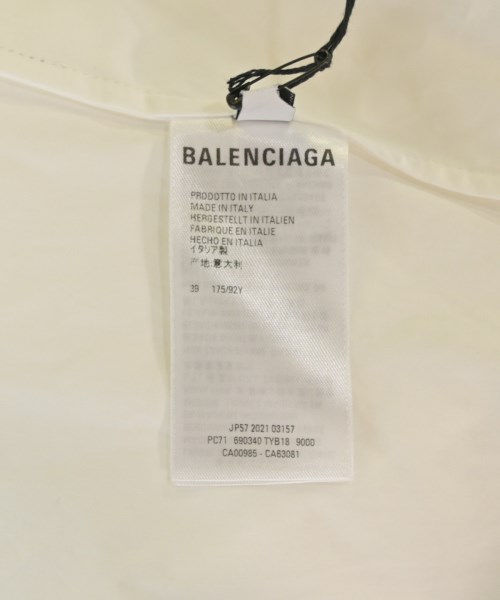 BALENCIAGA
PRODOTTO IN ITALIA
MADE IN ITALY
HERGESTELLT IN ITALIEN
FABRIQUE EN ITALIE
HECHO EN ITALIA
イタリア製
产地:意大利
39 175/92Y
JP57 2021 03157
PC71 690340 TYB18 9000
CA00985 - CA63081